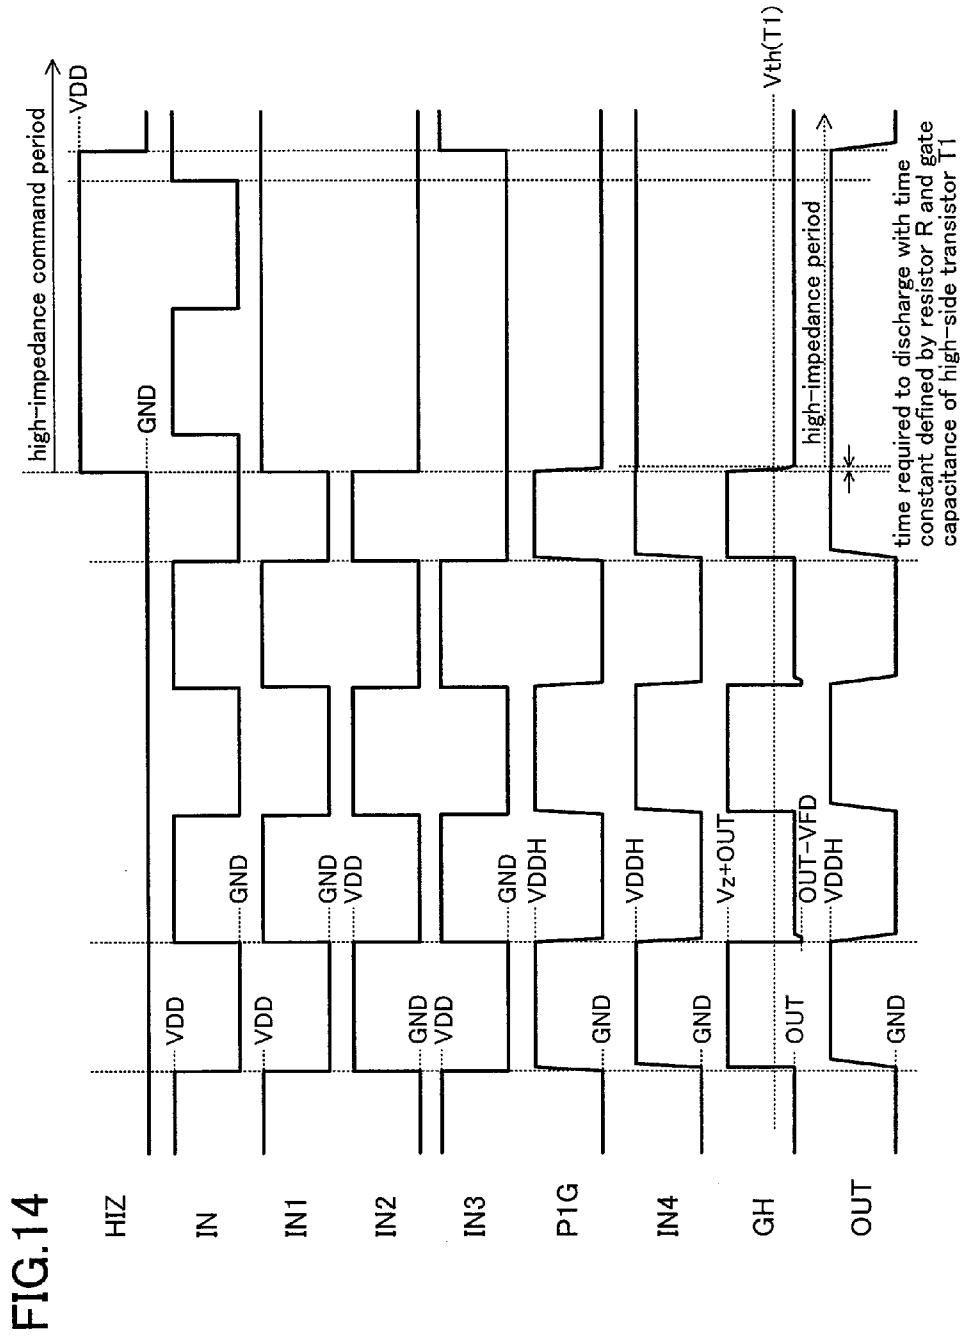 FIG.14
high-impedance command period
HIZ
VDD
GND
IN
VDD
GND
IN1
VDD
GND
IN2
VDD
GND
IN3
VDD
GND
P1G
VDDH
GND
IN4
VDDH
GND
GH
Vz+OUT
OUT
OUT-VFD
Vth(T1)
high-impedance period
OUT
VDDH
GND
time required to discharge with time
constant defined by resistor R and gate
capacitance of high-side transistor T1